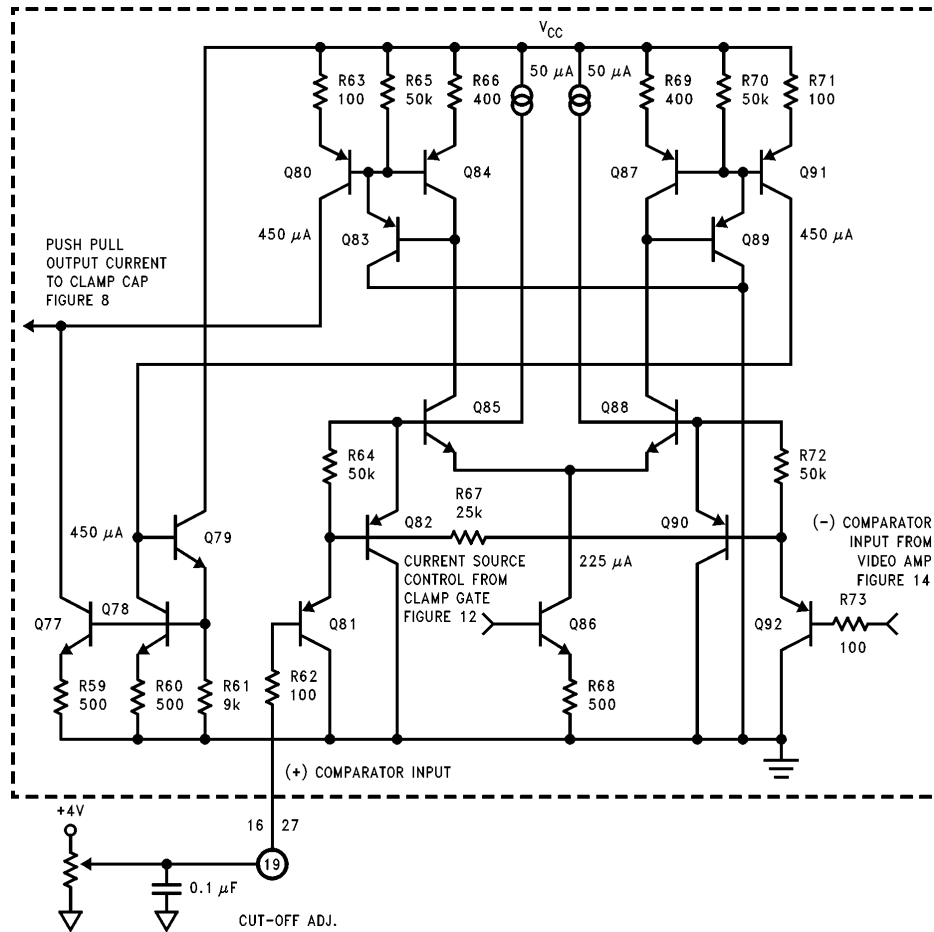 V_CC
R63
100
R65
50k
R66
400
50 µA
50 µA
R69
400
R70
50k
R71
100
Q80
Q84
Q87
Q91
450 µA
Q83
Q89
450 µA
PUSH PULL
OUTPUT CURRENT
TO CLAMP CAP
FIGURE 8
Q85
Q88
R64
50k
R72
50k
R67
25k
Q82
Q90
450 µA
Q79
CURRENT SOURCE
CONTROL FROM
CLAMP GATE
FIGURE 12
225 µA
(-) COMPARATOR
INPUT FROM
VIDEO AMP
FIGURE 14
Q77
Q78
Q81
Q86
Q92
R73
100
R59
500
R60
500
R61
9k
R62
100
R68
500
(+) COMPARATOR INPUT
+4V
16
27
19
0.1 µF
CUT-OFF ADJ.